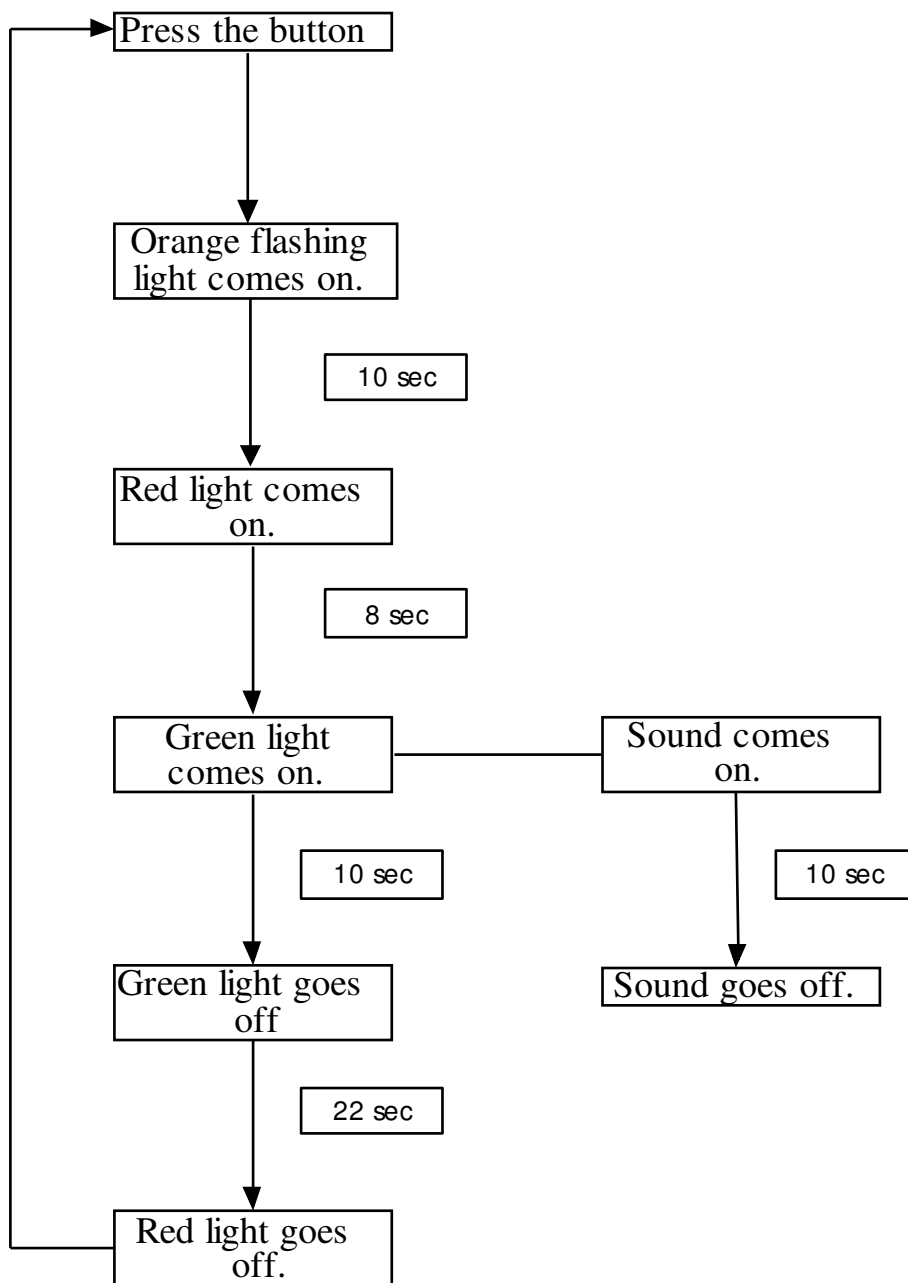 Press the button
Orange flashing
light comes on.
10 sec
Red light comes
on.
8 sec
Green light
comes on.
Sound comes
on.
10 sec
10 sec
Green light goes
off
Sound goes off.
22 sec
Red light goes
off.